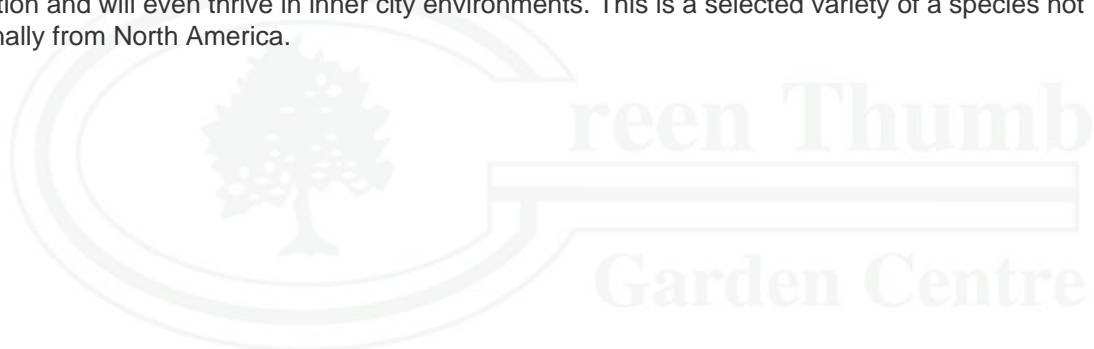 tion and will even thrive in inner city environments. This is a selected variety of a species not
nally from North America.
Green Thumb
Garden Centre